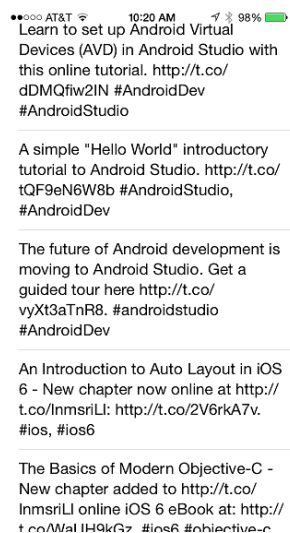 AT&T 10:20 AM 98%
Learn to set up Android Virtual
Devices (AVD) in Android Studio with
this online tutorial. http://t.co/
dDMQfiw2IN #AndroidDev
#AndroidStudio
A simple "Hello World" introductory
tutorial to Android Studio. http://t.co/
tQF9eN6W8b #AndroidStudio,
#AndroidDev
The future of Android development is
moving to Android Studio. Get a
guided tour here http://t.co/
vyXt3aTnR8. #androidstudio
#AndroidDev
An Introduction to Auto Layout in iOS
6 - New chapter now online at http://
t.co/InmsriLI: http://t.co/2V6rkA7v.
#ios, #ios6
The Basics of Modern Objective-C -
New chapter added to http://t.co/
InmsriLI online iOS 6 eBook at: http://
t.co/WaUH9kGz. #ios6 #objective-c